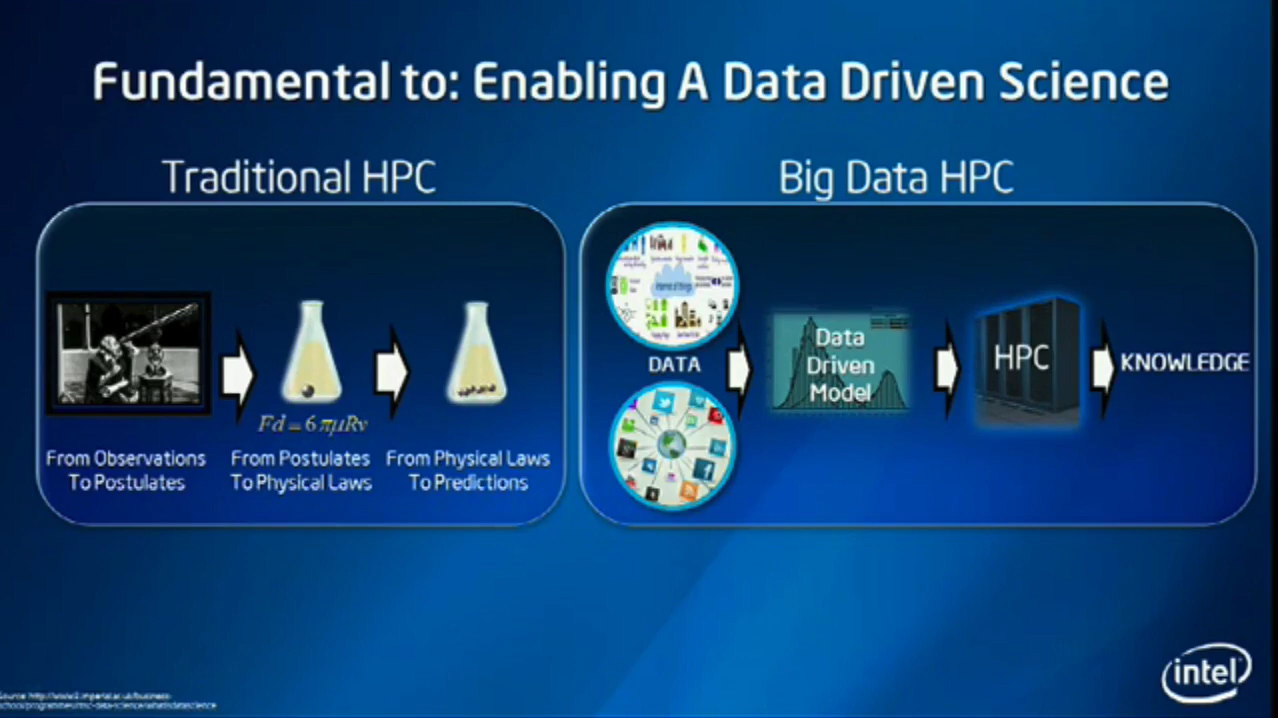 Fundamental to: Enabling A Data Driven Science
Traditional HPC
Fd = 6πμRv
From Observations
To Postulates
From Postulates
To Physical Laws
From Physical Laws
To Predictions
Big Data HPC
DATA
Data
Driven
Model
HPC
KNOWLEDGE
intel